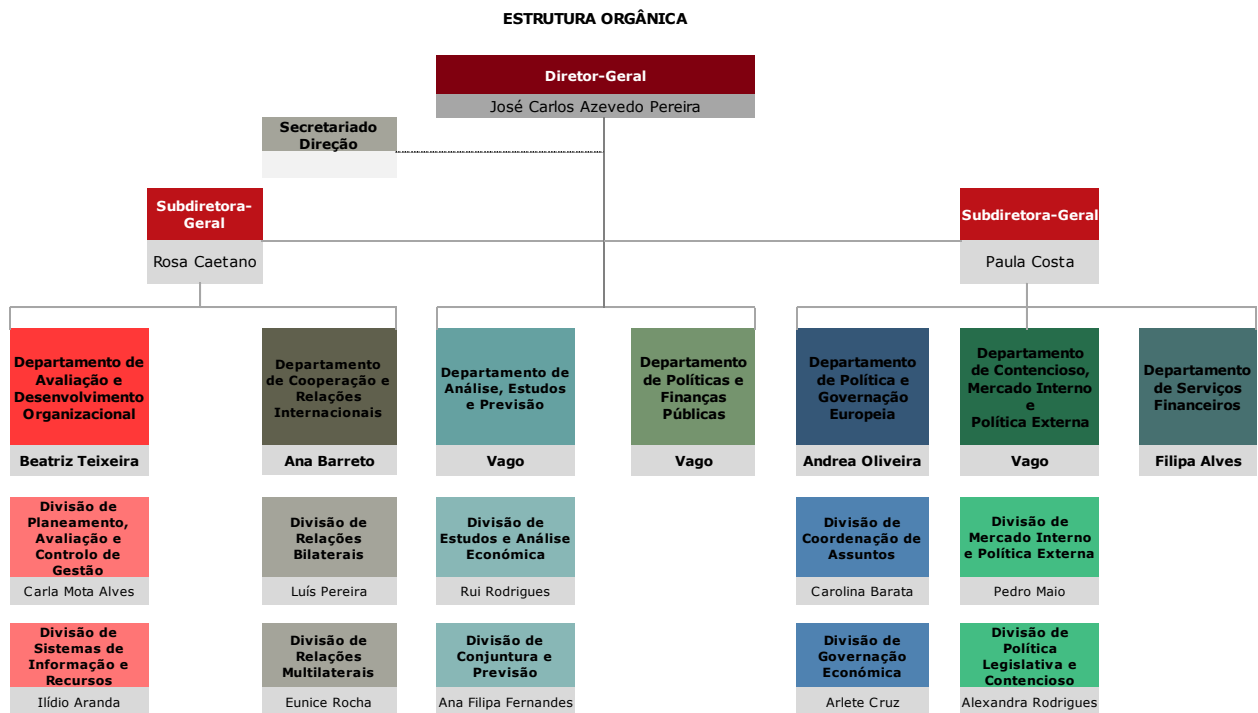 ESTRUTURA ORGÂNICA
Diretor-Geral
José Carlos Azevedo Pereira
Secretariado
Direção
Subdiretora-
Geral
Rosa Caetano
Subdiretora-Geral
Paula Costa
Departamento de
Avaliação e
Desenvolvimento
Organizacional
Beatriz Teixeira
Departamento
de Cooperação e
Relações
Internacionais
Ana Barreto
Departamento de
Análise, Estudos
e Previsão
Vago
Departamento
de Políticas e
Finanças
Públicas
Vago
Departamento
de Política e
Governação
Europeia
Andrea Oliveira
Departamento
de Contencioso,
Mercado Interno
e
Política Externa
Vago
Departamento
de Serviços
Financeiros
Filipa Alves
Divisão de
Planeamento,
Avaliação e
Controlo de
Gestão
Carla Mota Alves
Divisão de
Relações
Bilaterais
Luís Pereira
Divisão de
Estudos e Análise
Económica
Rui Rodrigues
Divisão de
Coordenação de
Assuntos
Carolina Barata
Divisão de
Mercado Interno
e Política Externa
Pedro Maio
Divisão de
Sistemas de
Informação e
Recursos
Ilídio Aranda
Divisão de
Relações
Multilaterais
Eunice Rocha
Divisão de
Conjuntura e
Previsão
Ana Filipa Fernandes
Divisão de
Governação
Económica
Arlete Cruz
Divisão de
Política
Legislativa e
Contencioso
Alexandra Rodrigues